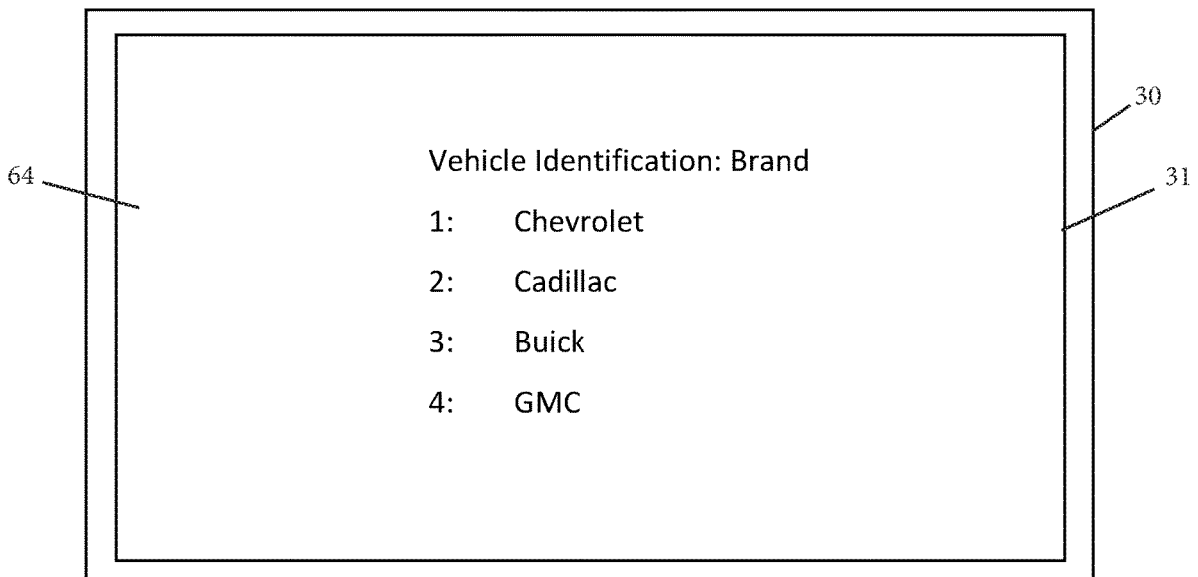 30
Vehicle Identification: Brand
64
31
1: Chevrolet
2: Cadillac
3: Buick
4: GMC